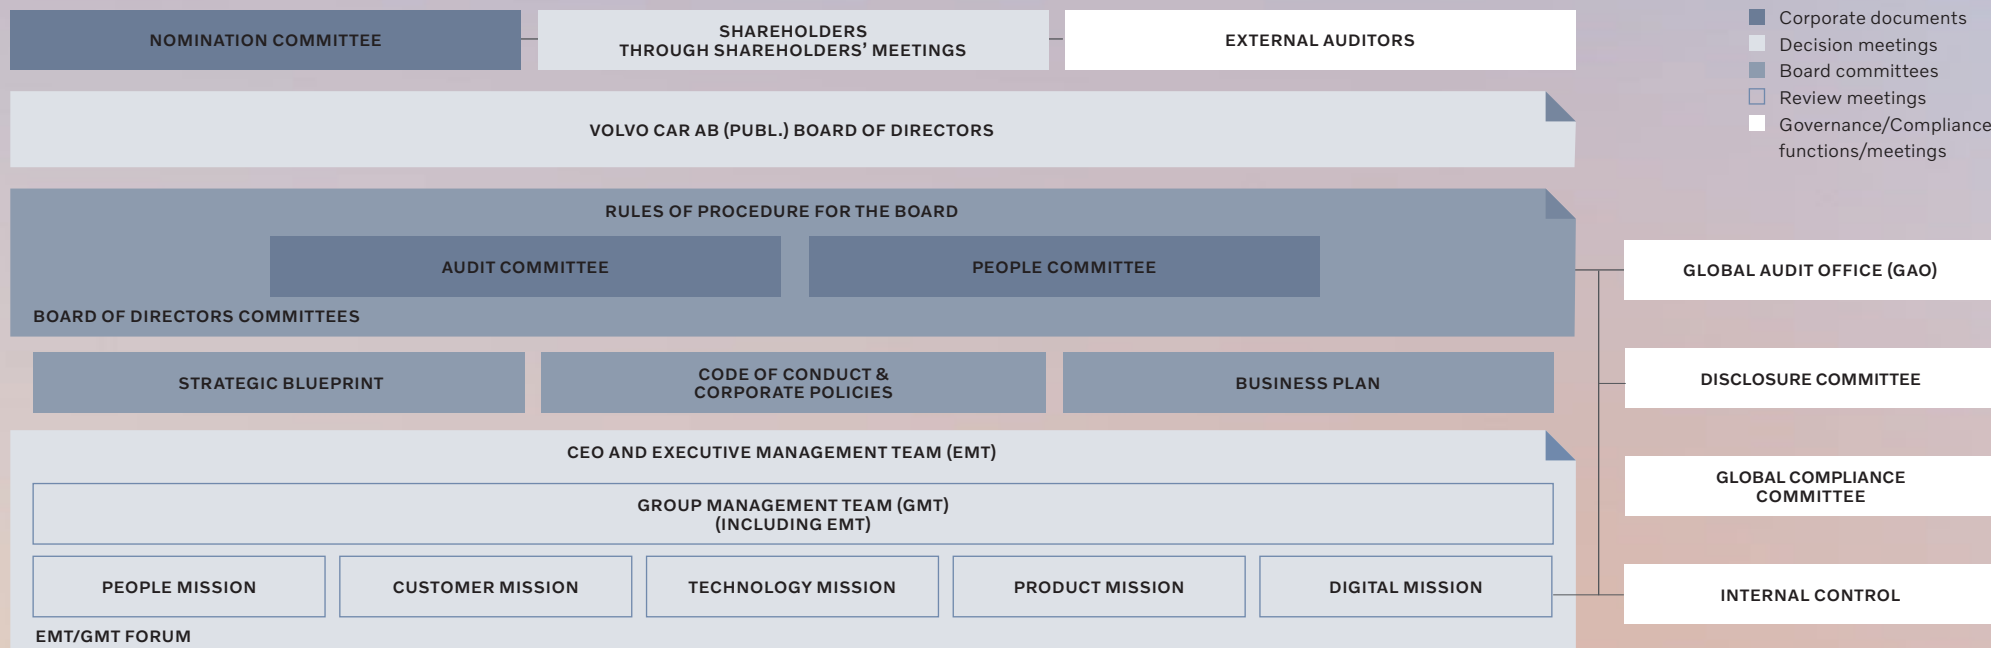 NOMINATION COMMITTEE
SHAREHOLDERS
THROUGH SHAREHOLDERS’ MEETINGS
EXTERNAL AUDITORS
Corporate documents
Decision meetings
Board committees
Review meetings
Governance/Compliance
functions/meetings
VOLVO CAR AB (PUBL.) BOARD OF DIRECTORS
RULES OF PROCEDURE FOR THE BOARD
AUDIT COMMITTEE
PEOPLE COMMITTEE
BOARD OF DIRECTORS COMMITTEES
GLOBAL AUDIT OFFICE (GAO)
STRATEGIC BLUEPRINT
CODE OF CONDUCT &
CORPORATE POLICIES
BUSINESS PLAN
DISCLOSURE COMMITTEE
CEO AND EXECUTIVE MANAGEMENT TEAM (EMT)
GROUP MANAGEMENT TEAM (GMT)
(INCLUDING EMT)
GLOBAL COMPLIANCE
COMMITTEE
PEOPLE MISSION
CUSTOMER MISSION
TECHNOLOGY MISSION
PRODUCT MISSION
DIGITAL MISSION
INTERNAL CONTROL
EMT/GMT FORUM